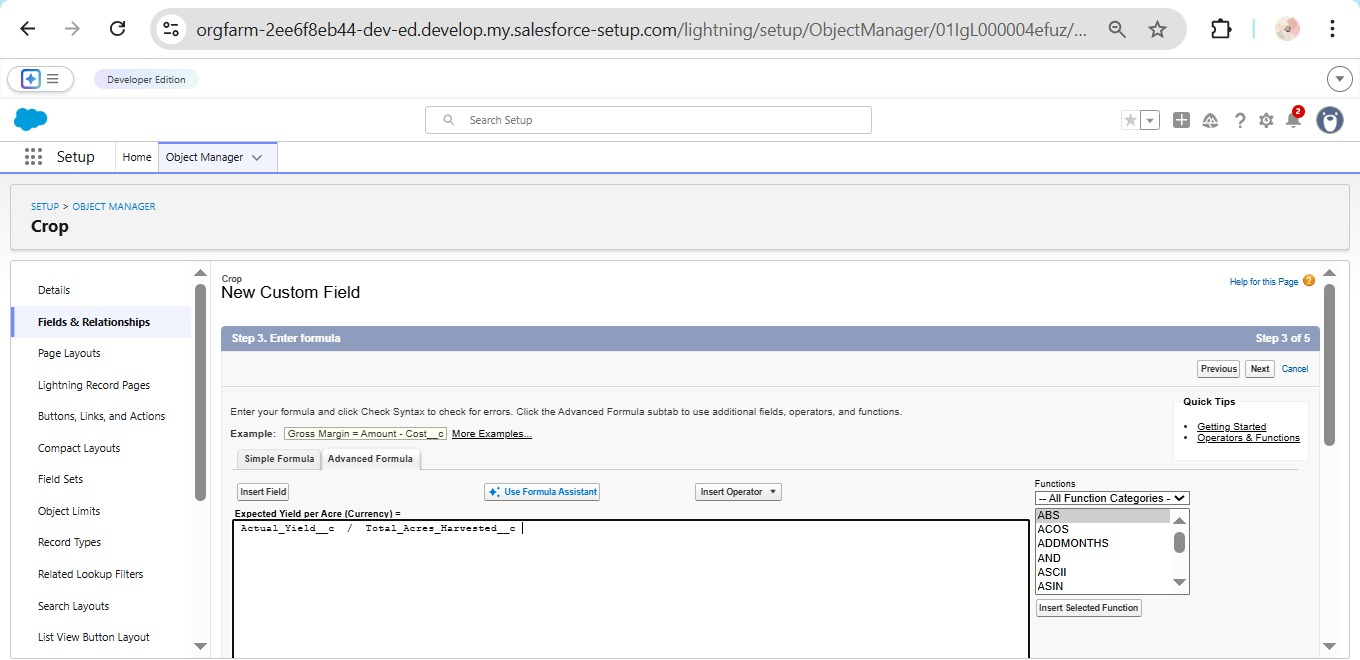 orgfarm-2ee6f8eb44-dev-ed.develop.my.salesforce-setup.com/lightning/setup/ObjectManager/01IgL000004efuz/...
Developer Edition
Search Setup
2
Setup
Home
Object Manager
SETUP > OBJECT MANAGER
Crop
Details
Fields & Relationships
Page Layouts
Lightning Record Pages
Buttons, Links, and Actions
Compact Layouts
Field Sets
Object Limits
Record Types
Related Lookup Filters
Search Layouts
List View Button Layout
Crop
New Custom Field
Help for this Page ?
Step 3. Enter formula
Step 3 of 5
Previous
Next
Cancel
Enter your formula and click Check Syntax to check for errors. Click the Advanced Formula subtab to use additional fields, operators, and functions.
Example: Gross Margin = Amount - Cost__c More Examples...
Quick Tips
• Getting Started
• Operators & Functions
Simple Formula
Advanced Formula
Insert Field
Use Formula Assistant
Insert Operator
Expected Yield per Acre (Currency) =
Actual_Yield__c / Total_Acres_Harvested__c
Functions
-- All Function Categories -
ABS
ACOS
ADDMONTHS
AND
ASCII
ASIN
Insert Selected Function